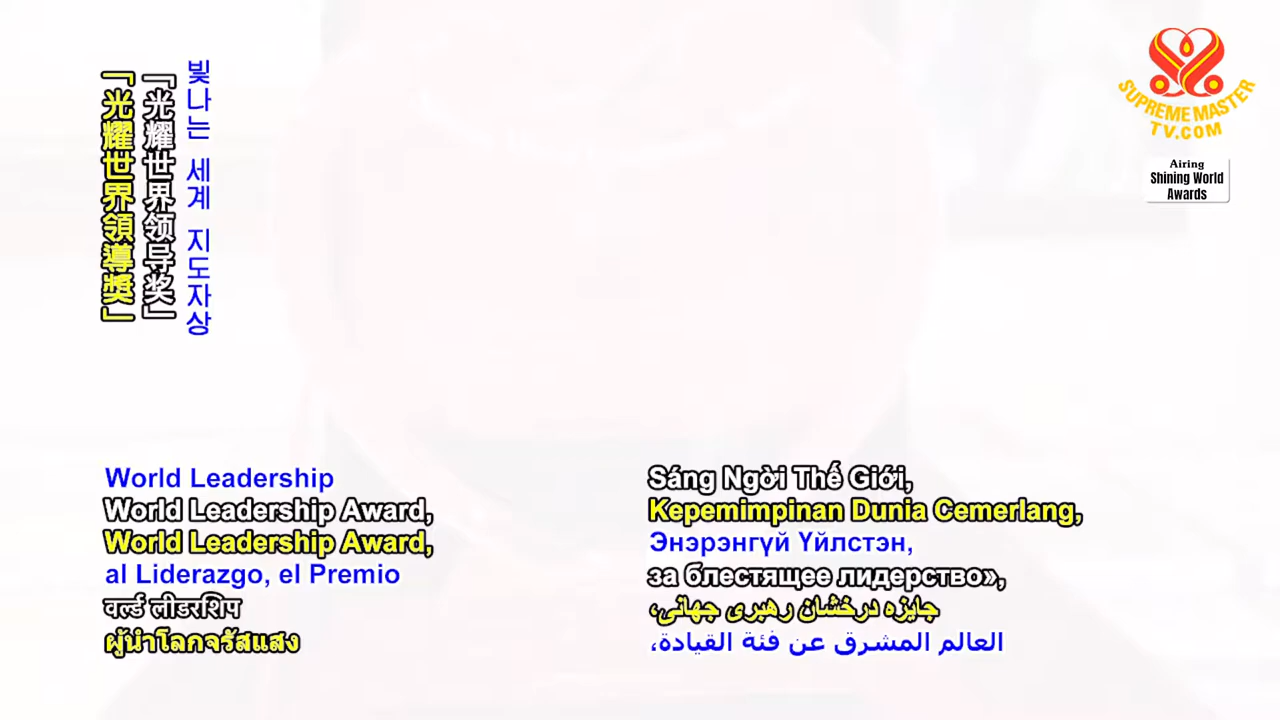 「光耀世界領導獎」
「光耀世界领导奖」
빛나는 세계 지도자상
SUPREME MASTER
TV.COM
Airing
Shining World
Awards
World Leadership
World Leadership Award,
World Leadership Award,
al Liderazgo, el Premio
वर्ल्ड लीडरशिप
ผู้นำโลกจรัสแสง
Sáng Ngời Thế Giới,
Kepemimpinan Dunia Cemerlang,
Энэрэнгүй Үйлстэн,
за блестящее лидерство»,
جایزه درخشان رهبری جهانی،
العالم المشرق عن فئة القيادة،